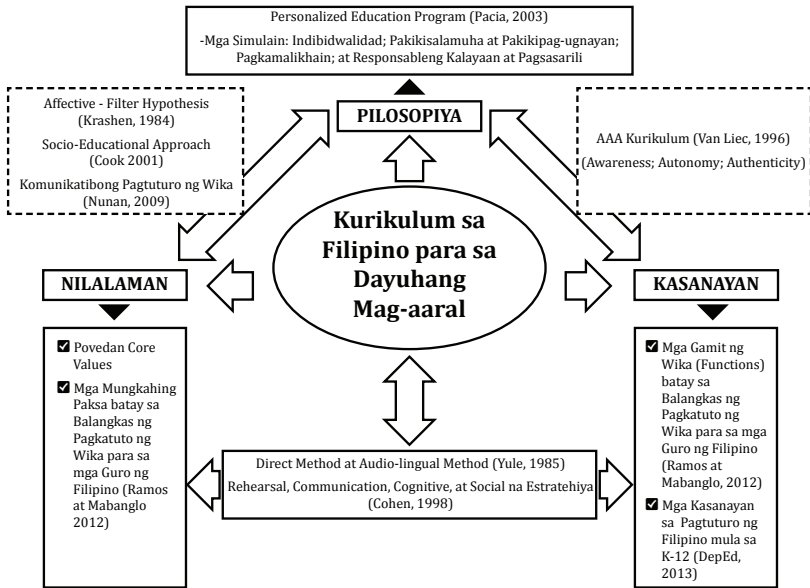 Personalized Education Program (Pacia, 2003)
-Mga Simulain: Indibidwalidad; Pakikisalamuha at Pakikipag-ugnayan;
Pagkamalikhain; at Responsableng Kalayaan at Pagsasarili
Affective - Filter Hypothesis
(Krashen, 1984)
Socio-Educational Approach
(Cook 2001)
Komunikatibong Pagtuturo ng Wika
(Nunan, 2009)
PILOSOPIYA
AAA Kurikulum (Van Liec, 1996)
(Awareness; Autonomy; Authenticity)
Kurikulum sa
Filipino para sa
Dayuhang
Mag-aaral
NILALAMAN
KASANAYAN
Povedan Core
Values
Mga Mungkahing
Paksa batay sa
Balangkas ng
Pagkatuto ng
Wika para sa
mga Guro ng
Filipino (Ramos
at Mabanglo
2012)
Direct Method at Audio-lingual Method (Yule, 1985)
Rehearsal, Communication, Cognitive, at Social na Estratehiya
(Cohen, 1998)
Mga Gamit ng
Wika (Functions)
batay sa
Balangkas ng
Pagkatuto ng
Wika para sa mga
Guro ng Filipino
(Ramos at
Mabanglo, 2012)
Mga Kasanayan
sa Pagtuturo ng
Filipino mula sa
K-12 (DepEd,
2013)